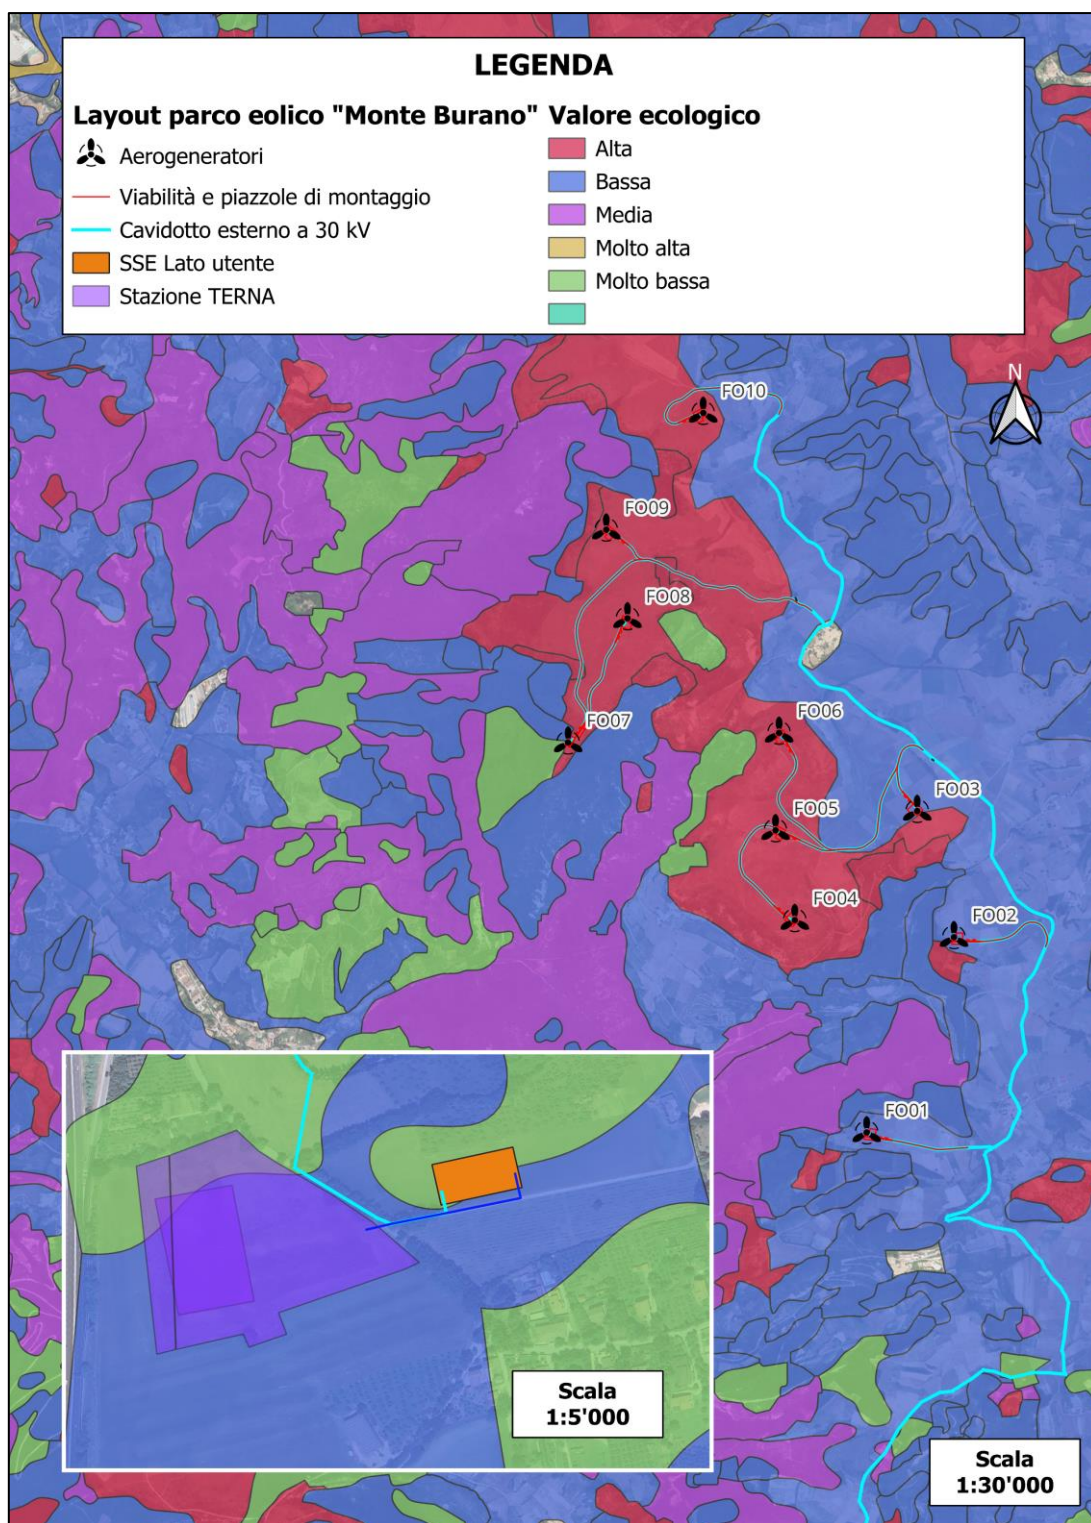 LEGENDA
Layout parco eolico "Monte Burano"
Aerogeneratori
Viabilità e piazzole di montaggio
Cavidotto esterno a 30 kV
SSE Lato utente
Stazione TERNA
Valore ecologico
Alta
Bassa
Media
Molto alta
Molto bassa
N
FO10
FO09
FO08
FO07
FO06
FO03
FO05
FO04
FO02
FO01
Scala
1:5'000
Scala
1:30'000